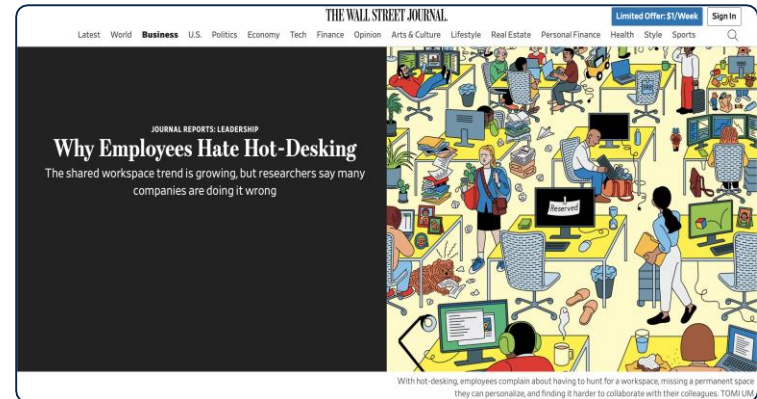 THE WALL STREET JOURNAL.
Limited Offer: $1/Week
Sign In
Latest World Business U.S. Politics Economy Tech Finance Opinion Arts & Culture Lifestyle Real Estate Personal Finance Health Style Sports
JOURNAL REPORTS: LEADERSHIP
Why Employees Hate Hot-Desking
The shared workspace trend is growing, but researchers say many
companies are doing it wrong
Reserved
With hot-desking, employees complain about having to hunt for a workspace, missing a permanent space
they can personalize, and finding it harder to collaborate with their colleagues. TOMI UM